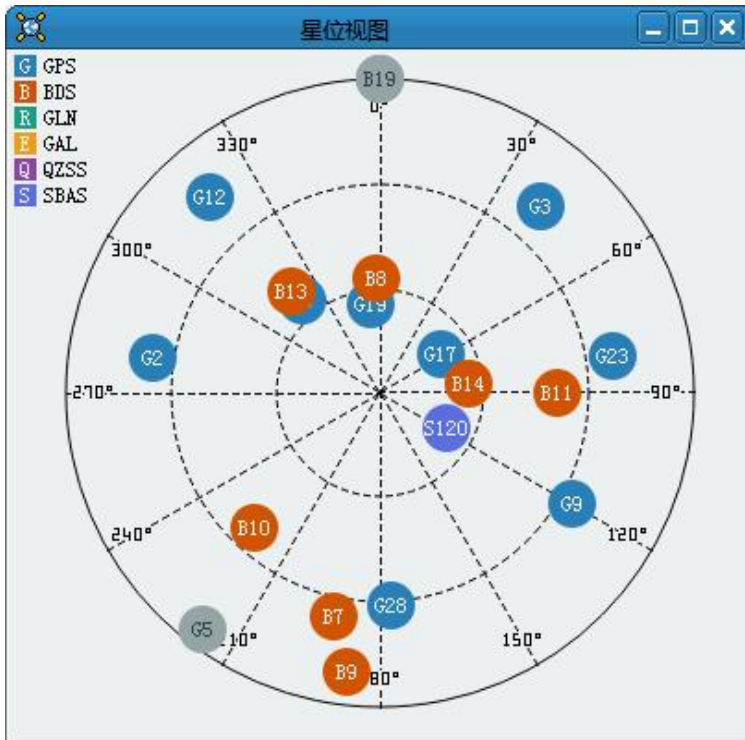 星位视图
G GPS
B BDS
R GLN
E GAL
Q QZSS
S SBAS
B19
0°
330°
30°
G12
G3
300°
60°
B8
B13
G19
G2
G17
G23
B14
B11
270°
90°
S120
G9
B10
240°
120°
G28
B7
G5
10°
150°
B9
80°